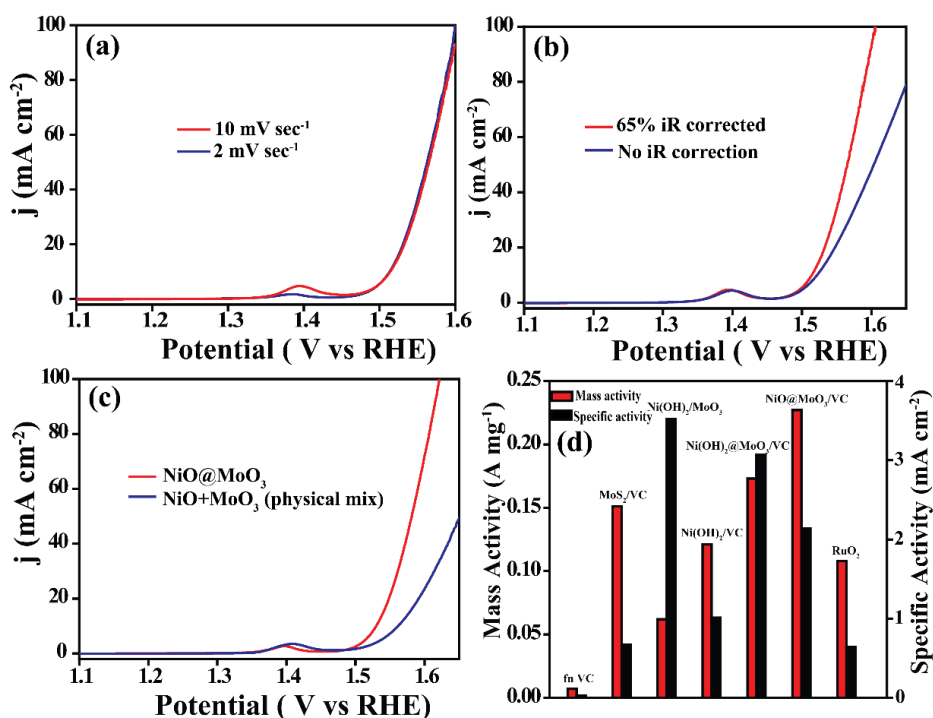 (a)
10 mV sec⁻¹
2 mV sec⁻¹
j (mA cm⁻²)
100
80
60
40
20
0
1.1 1.2 1.3 1.4 1.5 1.6
Potential ( V vs RHE)
(b)
65% iR corrected
No iR correction
j (mA cm⁻²)
100
80
60
40
20
0
1.1 1.2 1.3 1.4 1.5 1.6
Potential ( V vs RHE)
(c)
NiO@MoO₃
NiO+MoO₃ (physical mix)
j (mA cm⁻²)
100
80
60
40
20
0
1.1 1.2 1.3 1.4 1.5 1.6
Potential ( V vs RHE)
(d)
Mass activity
Specific activity
Mass Activity (A mg⁻¹)
0.25
0.20
0.15
0.10
0.05
0.00
fn VC
MoS₂/VC
Ni(OH)₂/MoO₃
Ni(OH)₂/VC
Ni(OH)₂@MoO₃/VC
NiO@MoO₃/VC
RuO₂
4
3
2
1
0
Specific Activity (mA cm⁻²)